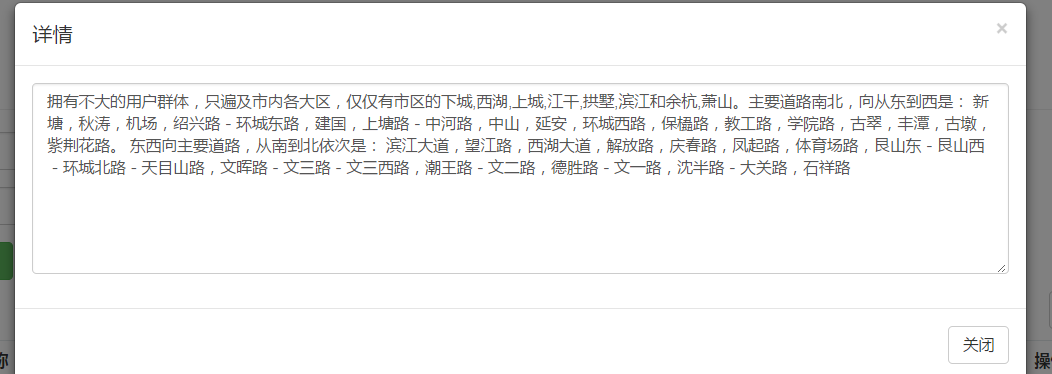 详情
×
拥有不大的用户群体，只遍及市内各大区，仅仅有市区的下城,西湖,上城,江干,拱墅,滨江和余杭,萧山。主要道路南北，向从东到西是： 新
塘，秋涛，机场，绍兴路－环城东路，建国，上塘路－中河路，中山，延安，环城西路，保櫖路，教工路，学院路，古翠，丰潭，古墩，
紫荆花路。 东西向主要道路，从南到北依次是： 滨江大道，望江路，西湖大道，解放路，庆春路，凤起路，体育场路，艮山东－艮山西
－环城北路－天目山路，文晖路－文三路－文三西路，潮王路－文二路，德胜路－文一路，沈半路－大关路，石祥路
关闭
称